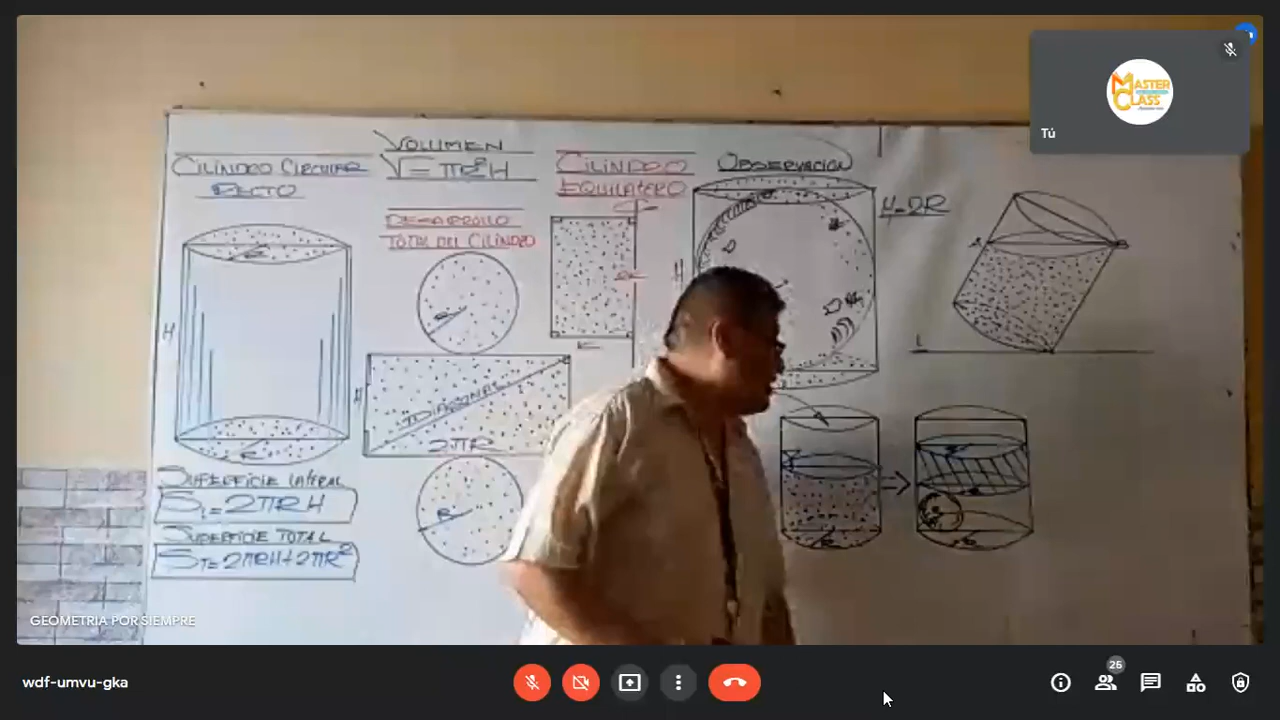 MASTER
CLASS
Tú
VOLUMEN
V=πR²H
CILINDRO CIRCULAR
RECTO
CILINDRO
EQUILATERO
OBSERVACION
H=2R
DESARROLLO
TOTAL DEL CILINDRO
R
H
R
H
DIAGONAL
2πR
R
2R
H
A
B
L
R
SUPERFICIE LATERAL
SL=2πRH
SUPERFICIE TOTAL
ST=2πRH+2πR²
GEOMETRIA POR SIEMPRE
wdf-umvu-gka
26